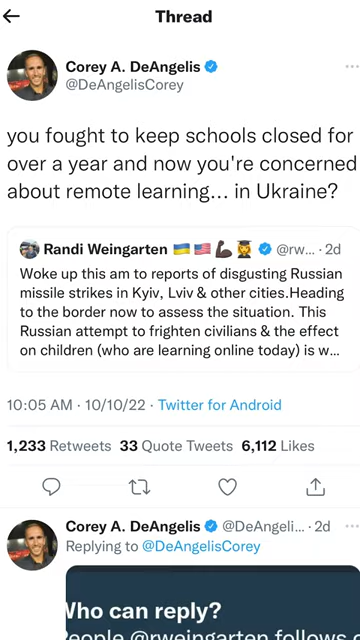 Thread
Corey A. DeAngelis
@DeAngelisCorey
you fought to keep schools closed for
over a year and now you're concerned
about remote learning... in Ukraine?
Randi Weingarten 🇺🇦 🇺🇸 💪🏿 👩‍🎓 @rw... · 2d
Woke up this am to reports of disgusting Russian
missile strikes in Kyiv, Lviv & other cities.Heading
to the border now to assess the situation. This
Russian attempt to frighten civilians & the effect
on children (who are learning online today) is w...
10:05 AM · 10/10/22 · Twitter for Android
1,233 Retweets 33 Quote Tweets 6,112 Likes
Corey A. DeAngelis @DeAngeli... · 2d
Replying to @DeAngelisCorey
Who can reply?
People @rweingarten follows